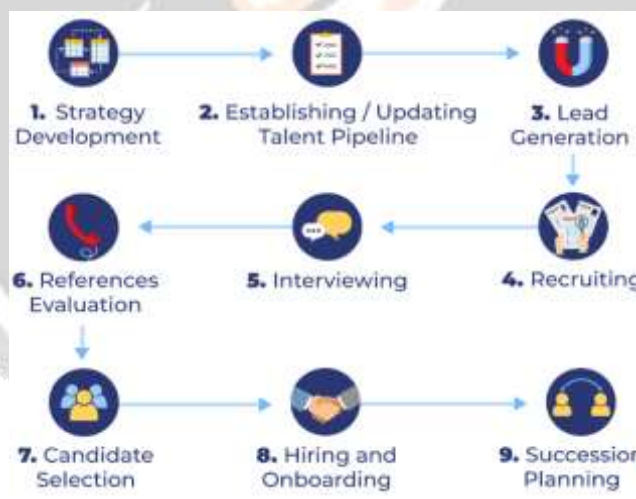 1. Strategy
Development
2. Establishing / Updating
Talent Pipeline
3. Lead
Generation
6. References
Evaluation
5. Interviewing
4. Recruiting
7. Candidate
Selection
8. Hiring and
Onboarding
9. Succession
Planning